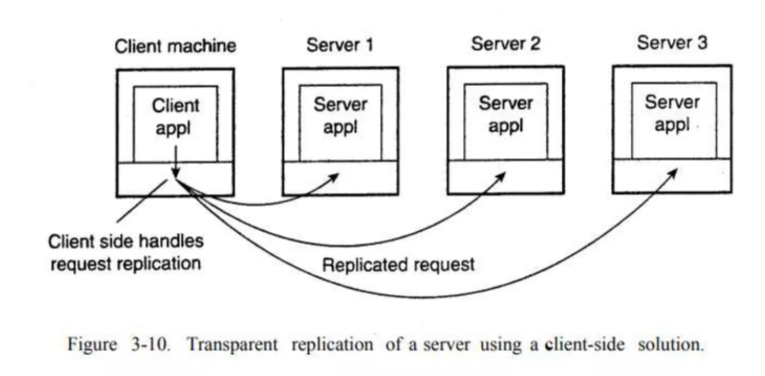 Client machine
Server 1
Server 2
Server 3
Client
appl
Server
appl
Server
appl
Server
appl
Client side handles
request replication
Replicated request
Figure 3-10. Transparent replication of a server using a client-side solution.